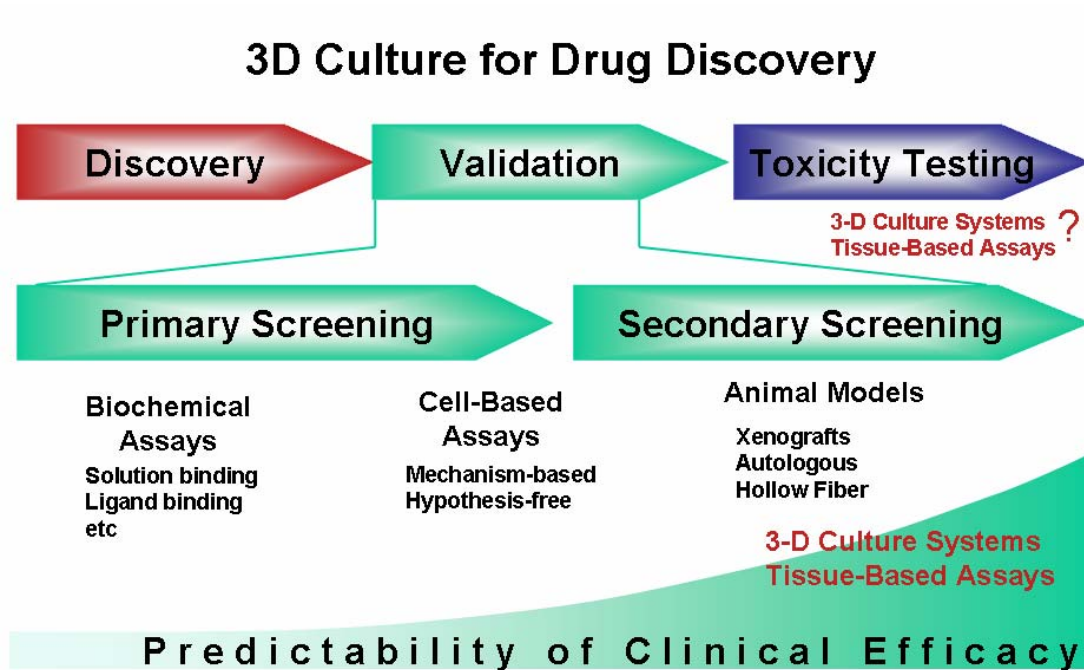 3D Culture for Drug Discovery
Discovery
Validation
Toxicity Testing
3-D Culture Systems
Tissue-Based Assays
?
Primary Screening
Secondary Screening
Biochemical
Assays
Solution binding
Ligand binding
etc
Cell-Based
Assays
Mechanism-based
Hypothesis-free
Animal Models
Xenografts
Autologous
Hollow Fiber
3-D Culture Systems
Tissue-Based Assays
Predictability of Clinical Efficacy